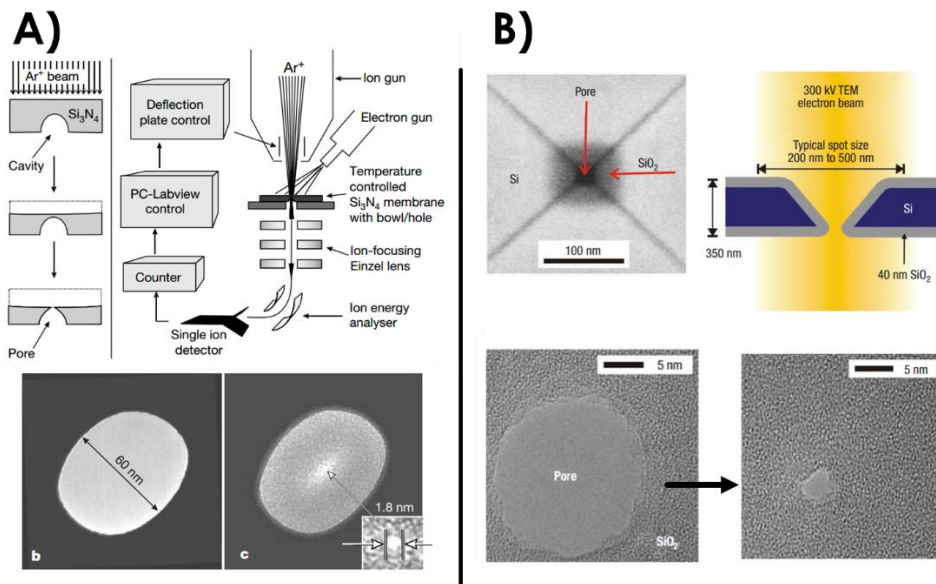 A)
Ar⁺ beam
Si₃N₄
Cavity
Pore
Deflection
plate control
PC-Labview
control
Counter
Single ion
detector
Ar⁺
Ion gun
Electron gun
Temperature
controlled
Si₃N₄ membrane
with bowl/hole
Ion-focusing
Einzel lens
Ion energy
analyser
60 nm
b
1.8 nm
c
B)
Pore
Si
SiO₂
100 nm
300 kV TEM
electron beam
Typical spot size
200 nm to 500 nm
Si
350 nm
40 nm SiO₂
5 nm
Pore
SiO₂
5 nm